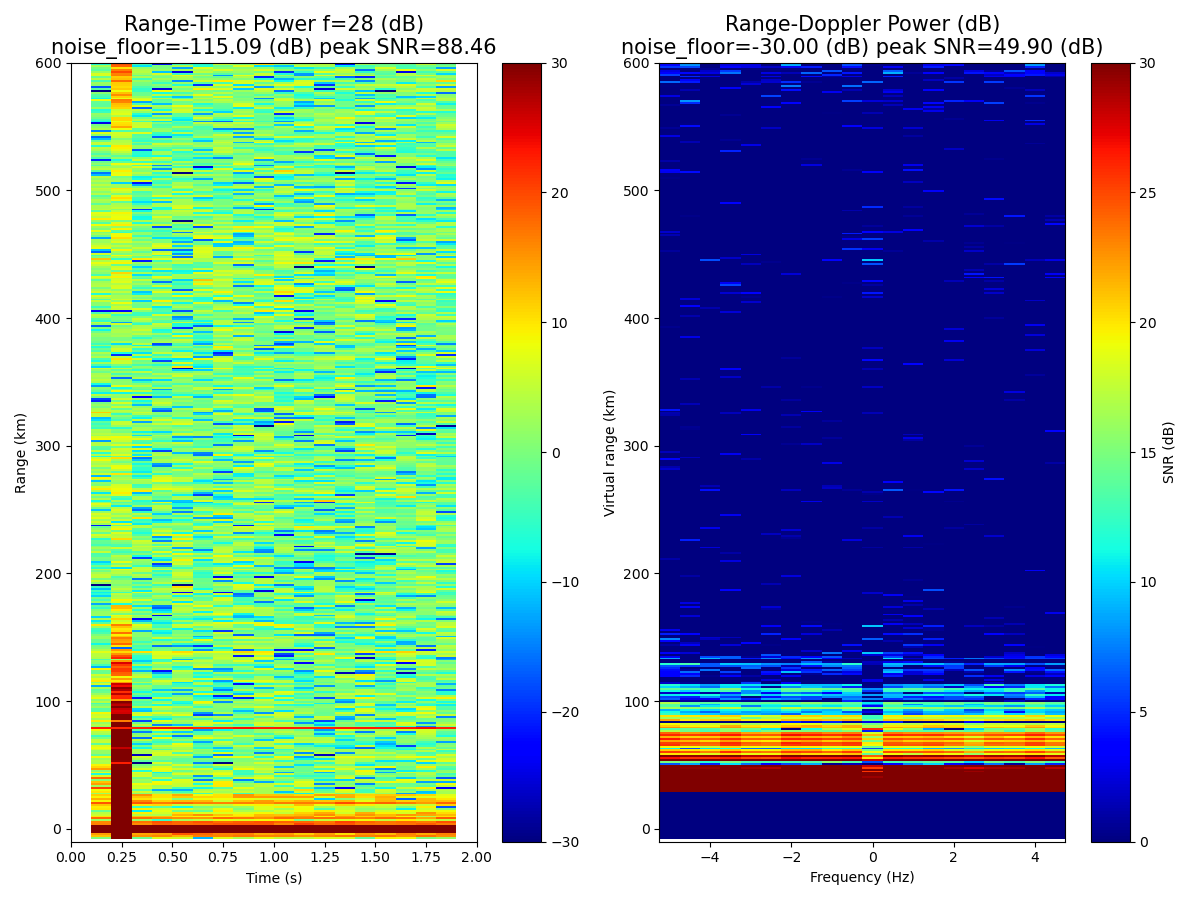 Range-Time Power f=28 (dB)
noise_floor=-115.09 (dB) peak SNR=88.46
Range (km)
600
500
400
300
200
100
0
0.00 0.25 0.50 0.75 1.00 1.25 1.50 1.75 2.00
Time (s)
30
20
10
0
−10
−20
−30
Range-Doppler Power (dB)
noise_floor=-30.00 (dB) peak SNR=49.90 (dB)
Virtual range (km)
600
500
400
300
200
100
0
−4 −2 0 2 4
Frequency (Hz)
30
25
20
15
10
5
0
SNR (dB)